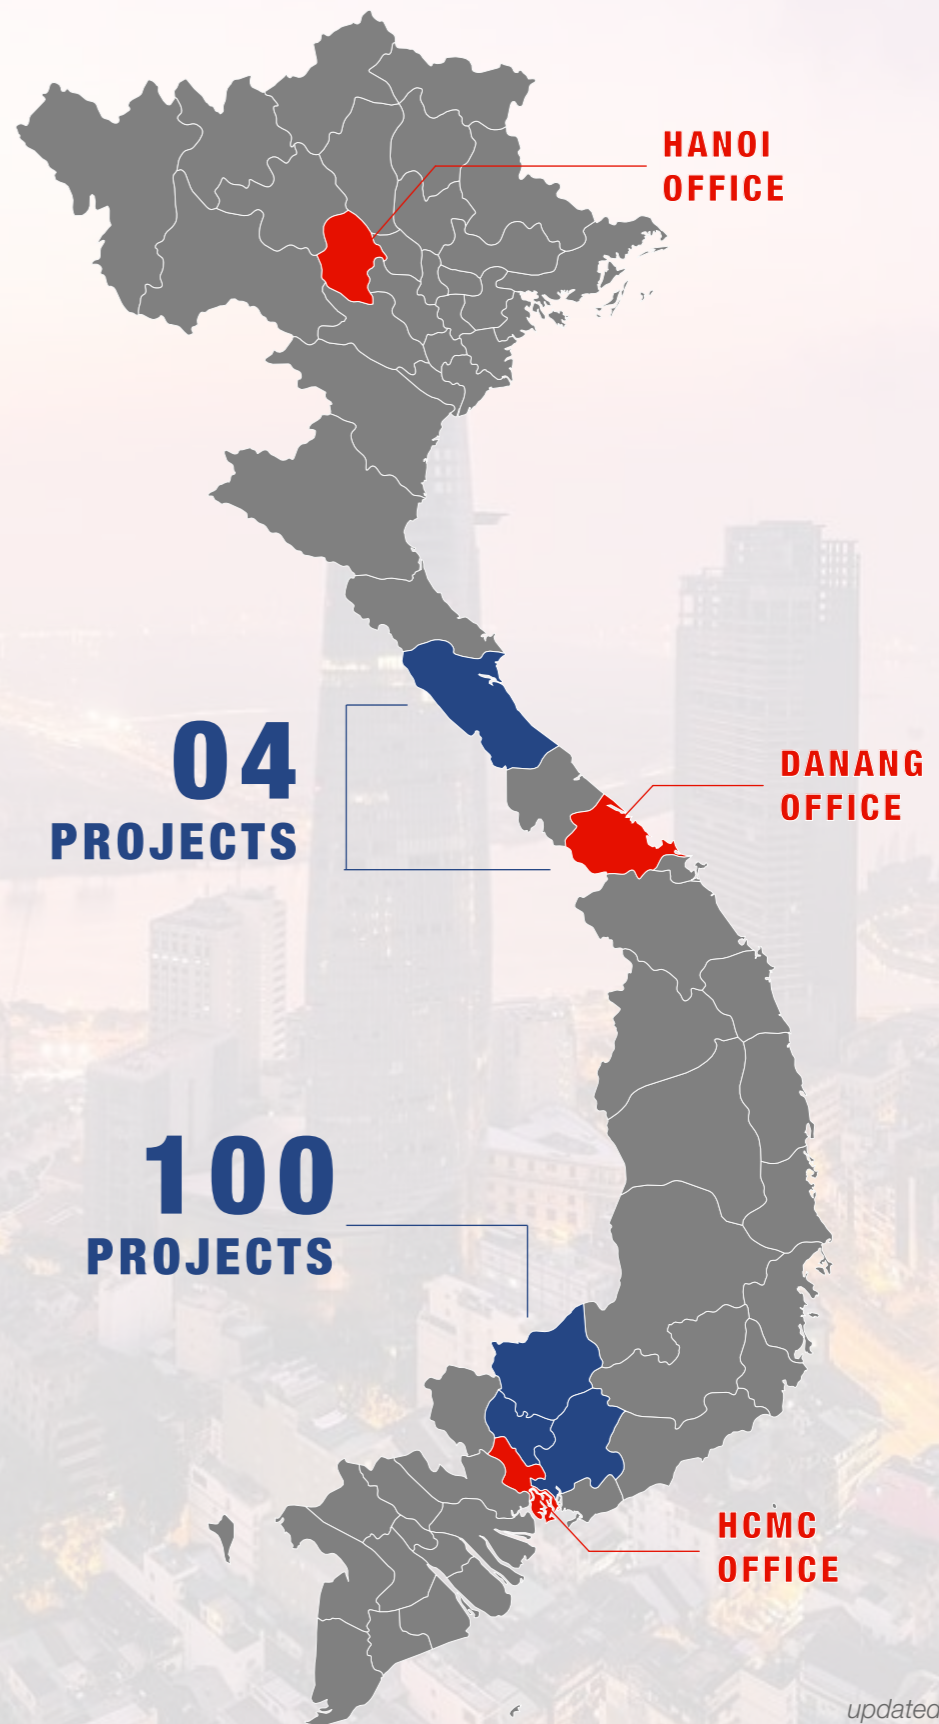 HANOI
OFFICE
04
PROJECTS
DANANG
OFFICE
100
PROJECTS
HCMC
OFFICE
updated